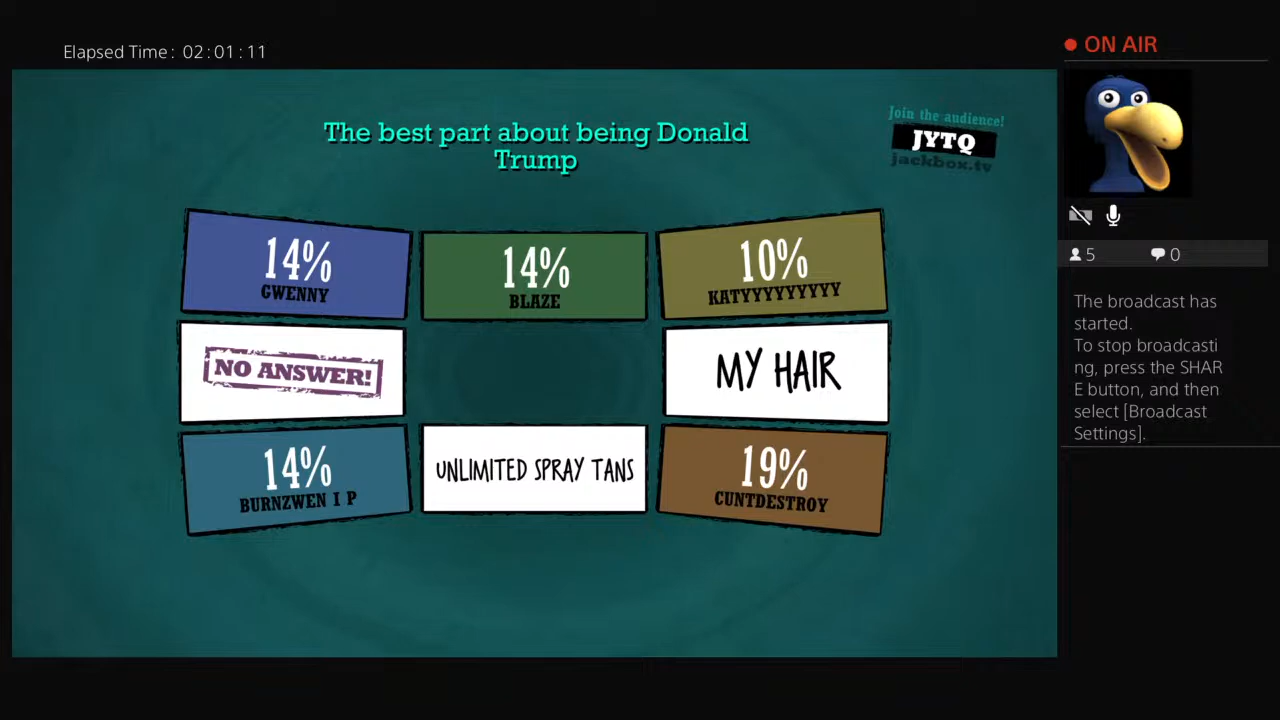 Elapsed Time: 02:01:11
ON AIR
The best part about being Donald
Trump
Join the audience!
JYTQ
jackbox.tv
14%
GWENNY
14%
BLAZE
10%
KATYYYYYYYYYY
NO ANSWER!
MY HAIR
14%
BURNZWEN I P
UNLIMITED SPRAY TANS
19%
CUNTDESTROY
5
0
The broadcast has
started.
To stop broadcasti
ng, press the SHAR
E button, and then
select [Broadcast
Settings].